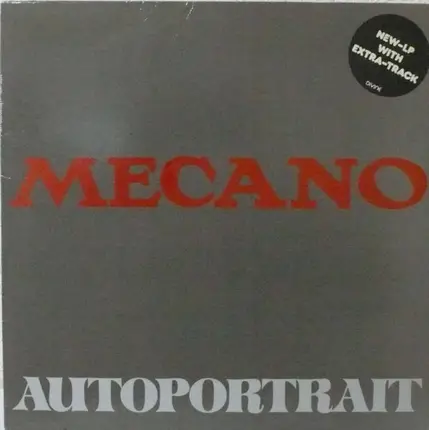 NEW-LP
WITH
EXTRA-TRACK
MECANO
AUTOPORTRAIT